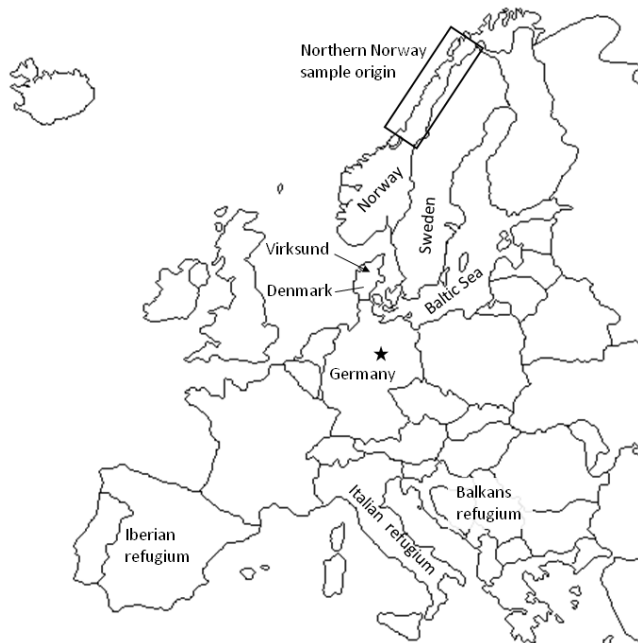 Northern Norway
sample origin
Norway
Sweden
Virksund
Denmark
Baltic Sea
Germany
Balkans
refugium
Italian refugium
Iberian
refugium